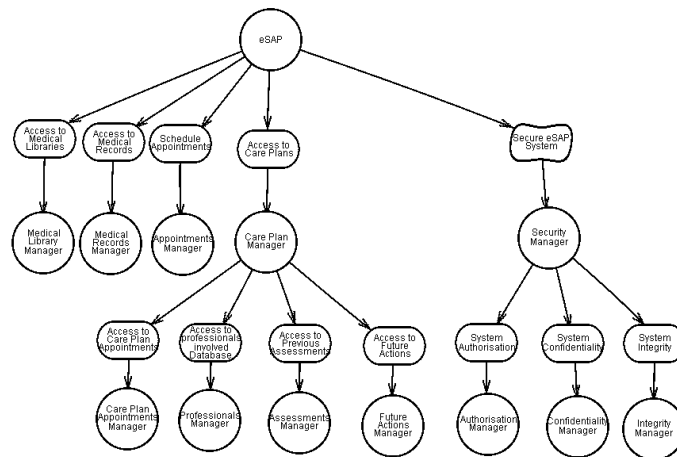 eSAP
Access to
Medical
Libraries
Access to
Medical
Records
Schedule
Appointments
Access to
Care Plans
Secure eSAP
System
Medical
Library
Manager
Medical
Records
Manager
Appointments
Manager
Care Plan
Manager
Security
Manager
Access to
Care Plan
Appointments
Access to
professionals
involved
Database
Access to
Previous
Assessments
Access to
Future
Actions
System
Authorisation
System
Confidentiality
System
Integrity
Care Plan
Appointments
Manager
Professionals
Manager
Assessments
Manager
Future
Actions
Manager
Authorisation
Manager
Confidentiality
Manager
Integrity
Manager